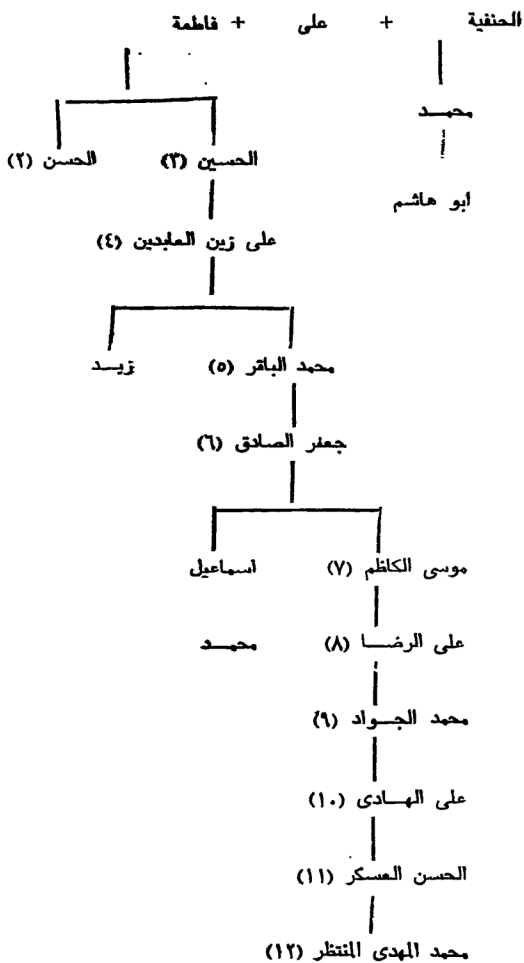 الحنفية + على + فاطمة
محمد
الحسين (٣) الحسن (٢)
ابو هاشم
على زين العابدين (٤)
محمد الباقر (٥) زيد
جعفر الصادق (٦)
موسى الكاظم (٧) اسماعيل
على الرضا (٨) محمد
محمد الجواد (٩)
على الهادى (١٠)
الحسن العسكر (١١)
محمد المهدى المنتظر (١٢)